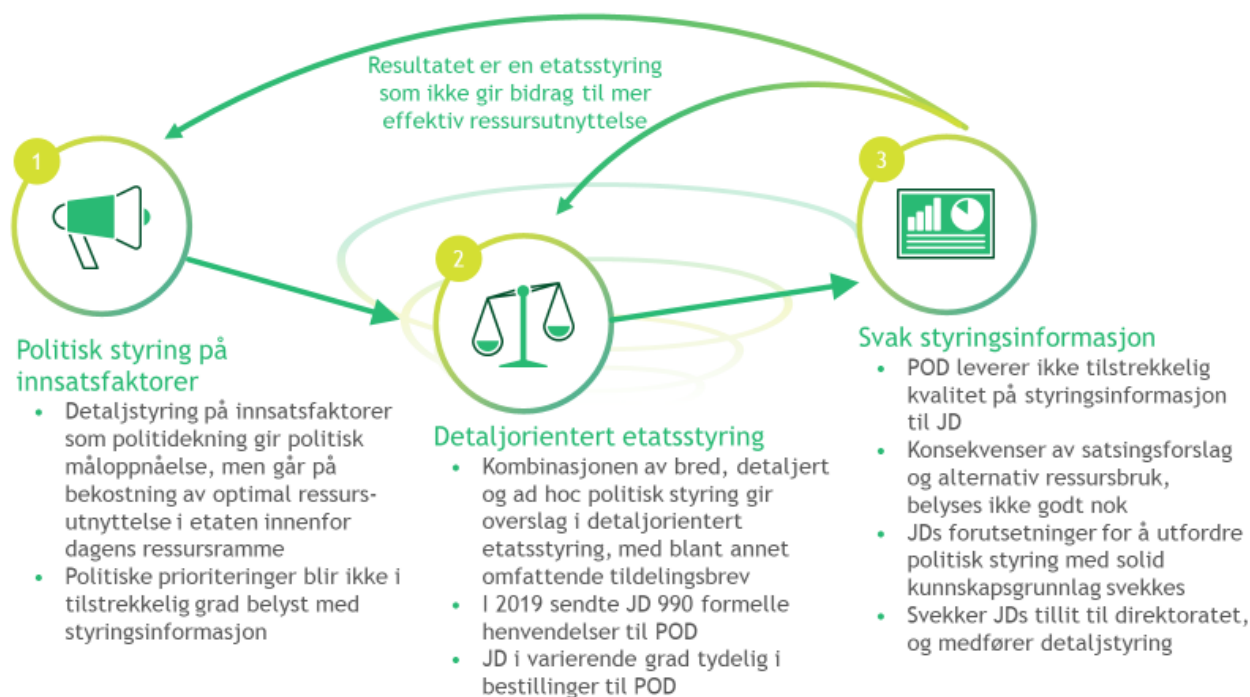 Resultatet er en etatsstyring
som ikke gir bidrag til mer
effektiv ressursutnyttelse
1
Politisk styring på
innsatsfaktorer
• Detaljstyring på innsatsfaktorer
som politidekning gir politisk
måloppnåelse, men går på
bekostning av optimal ressurs-
utnyttelse i etaten innenfor
dagens ressursramme
• Politiske prioriteringer blir ikke i
tilstrekkelig grad belyst med
styringsinformasjon
2
Detaljorientert etatsstyring
• Kombinasjonen av bred, detaljert
og ad hoc politisk styring gir
overslag i detaljorientert
etatsstyring, med blant annet
omfattende tildelingsbrev
• I 2019 sendte JD 990 formelle
henvendelser til POD
• JD i varierende grad tydelig i
bestillinger til POD
3
Svak styringsinformasjon
• POD leverer ikke tilstrekkelig
kvalitet på styringsinformasjon
til JD
• Konsekvenser av satsingsforslag
og alternativ ressursbruk,
belyses ikke godt nok
• JDs forutsetninger for å utfordre
politisk styring med solid
kunnskapsgrunnlag svekkes
• Svekker JDs tillit til direktoratet,
og medfører detaljstyring